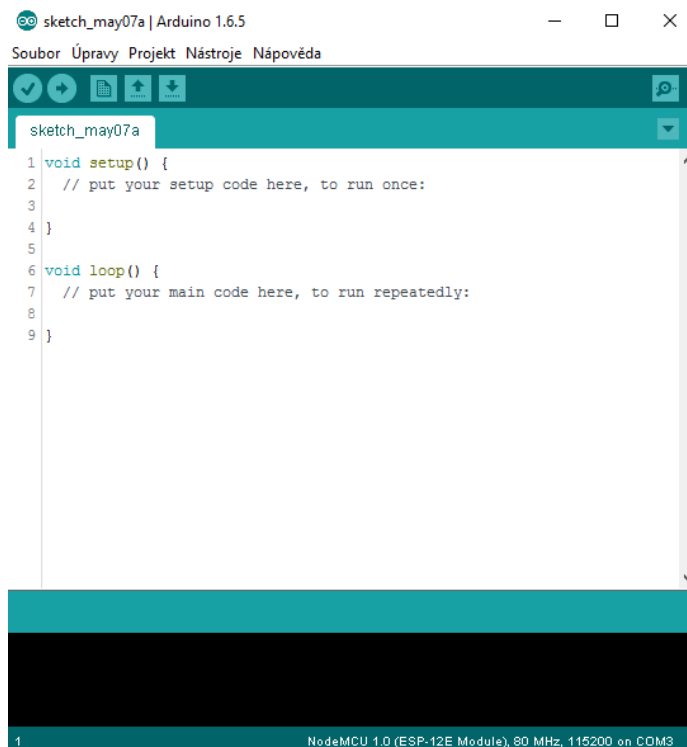 sketch_may07a | Arduino 1.6.5
Soubor Úpravy Projekt Nástroje Nápověda
sketch_may07a
1 void setup() {
2   // put your setup code here, to run once:
3
4 }
5
6 void loop() {
7   // put your main code here, to run repeatedly:
8
9 }
1 NodeMCU 1.0 (ESP-12E Module), 80 MHz, 115200 on COM3